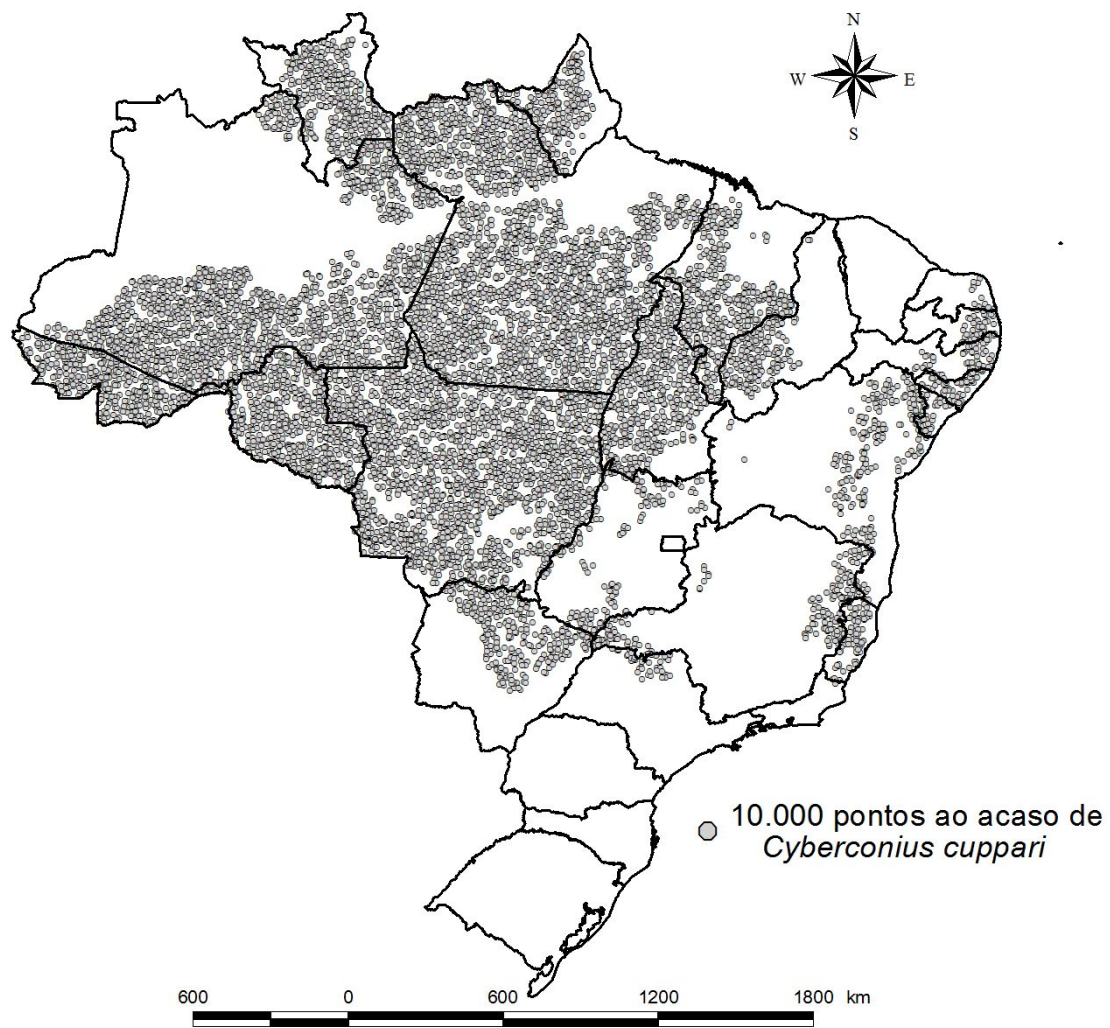 N
W E
S
10.000 pontos ao acaso de
Cyberconius cuppari
600 0 600 1200 1800 km